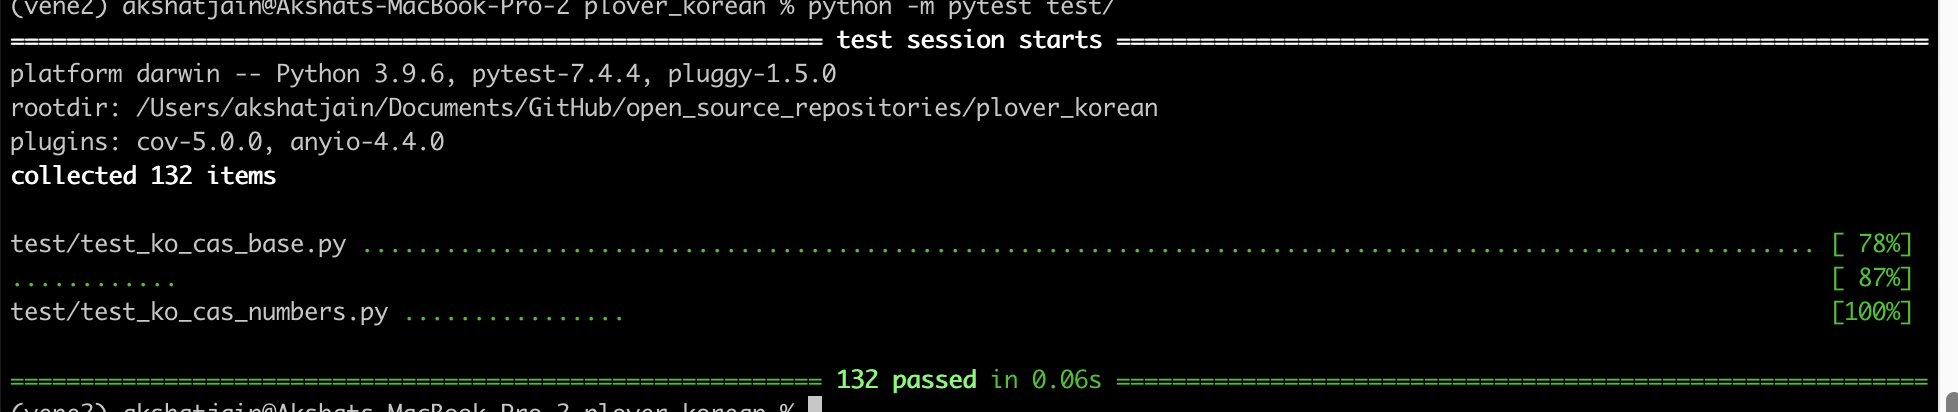 (vene2) akshatjain@Akshats-MacBook-Pro-2 plover_korean % python -m pytest test/
========================================================== test session starts ==========================================================
platform darwin -- Python 3.9.6, pytest-7.4.4, pluggy-1.5.0
rootdir: /Users/akshatjain/Documents/GitHub/open_source_repositories/plover_korean
plugins: cov-5.0.0, anyio-4.4.0
collected 132 items
test/test_ko_cas_base.py ........................................................................................................ [ 78%]
............ [ 87%]
test/test_ko_cas_numbers.py ................ [100%]
========================================================== 132 passed in 0.06s ==========================================================
(vene2) akshatjain@Akshats-MacBook-Pro-2 plover_korean %